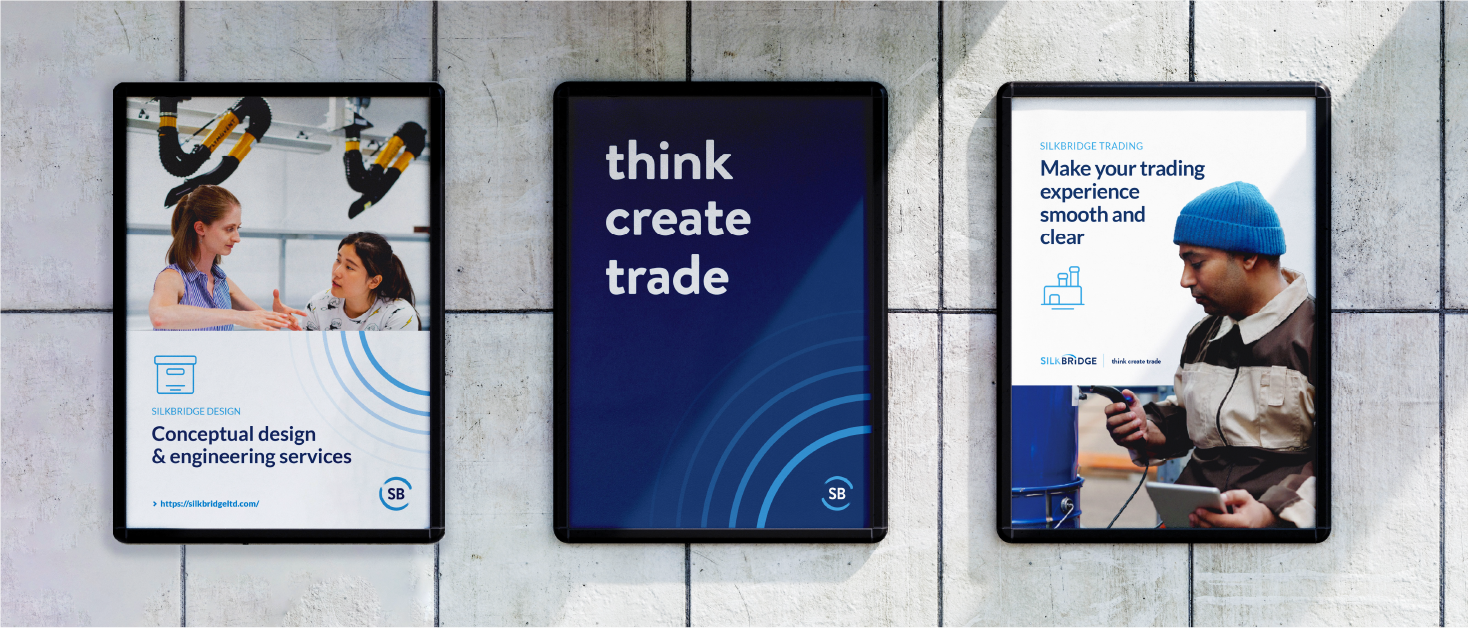 SILKBRIDGE DESIGN
Conceptual design
& engineering services
> https://silkbridgeltd.com/
SB
think
create
trade
SB
SILKBRIDGE TRADING
Make your trading
experience
smooth and
clear
SILKBRIDGE | think create trade